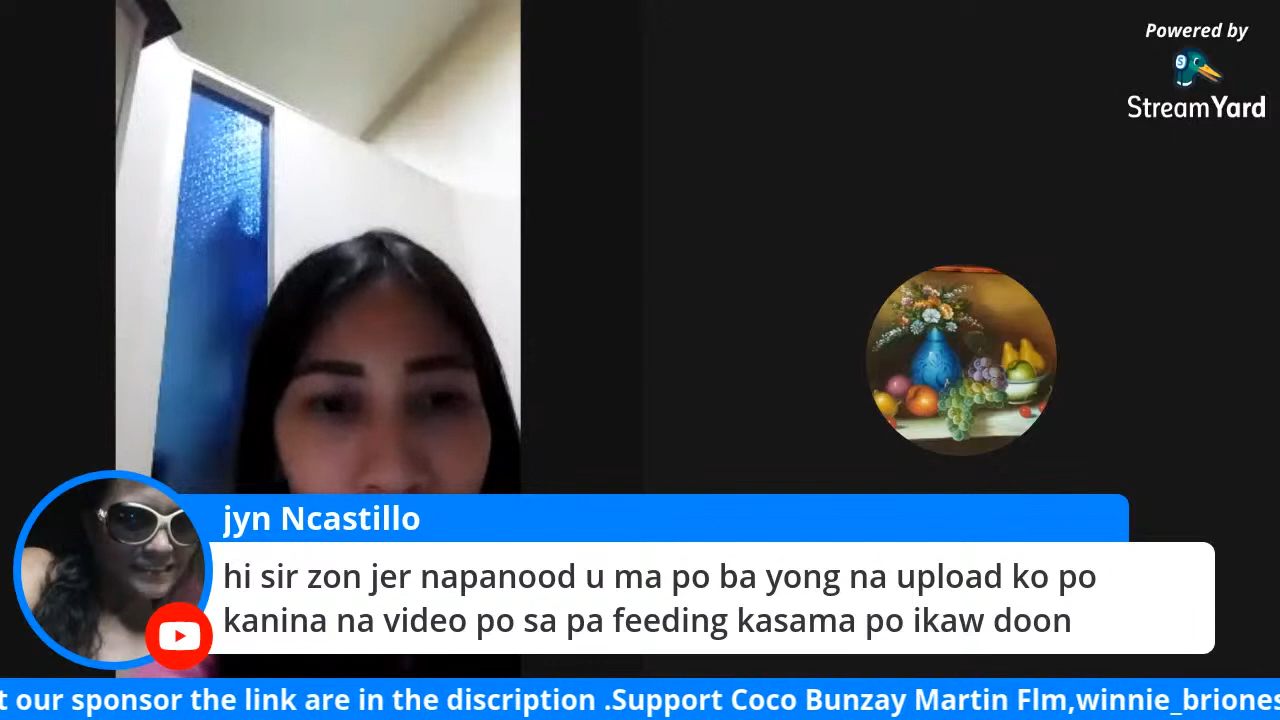 Powered by
StreamYard
jyn Ncastillo
hi sir zon jer napanood u ma po ba yong na upload ko po
kanina na video po sa pa feeding kasama po ikaw doon
t our sponsor the link are in the discription .Support Coco Bunzay Martin Flm,winnie_briones